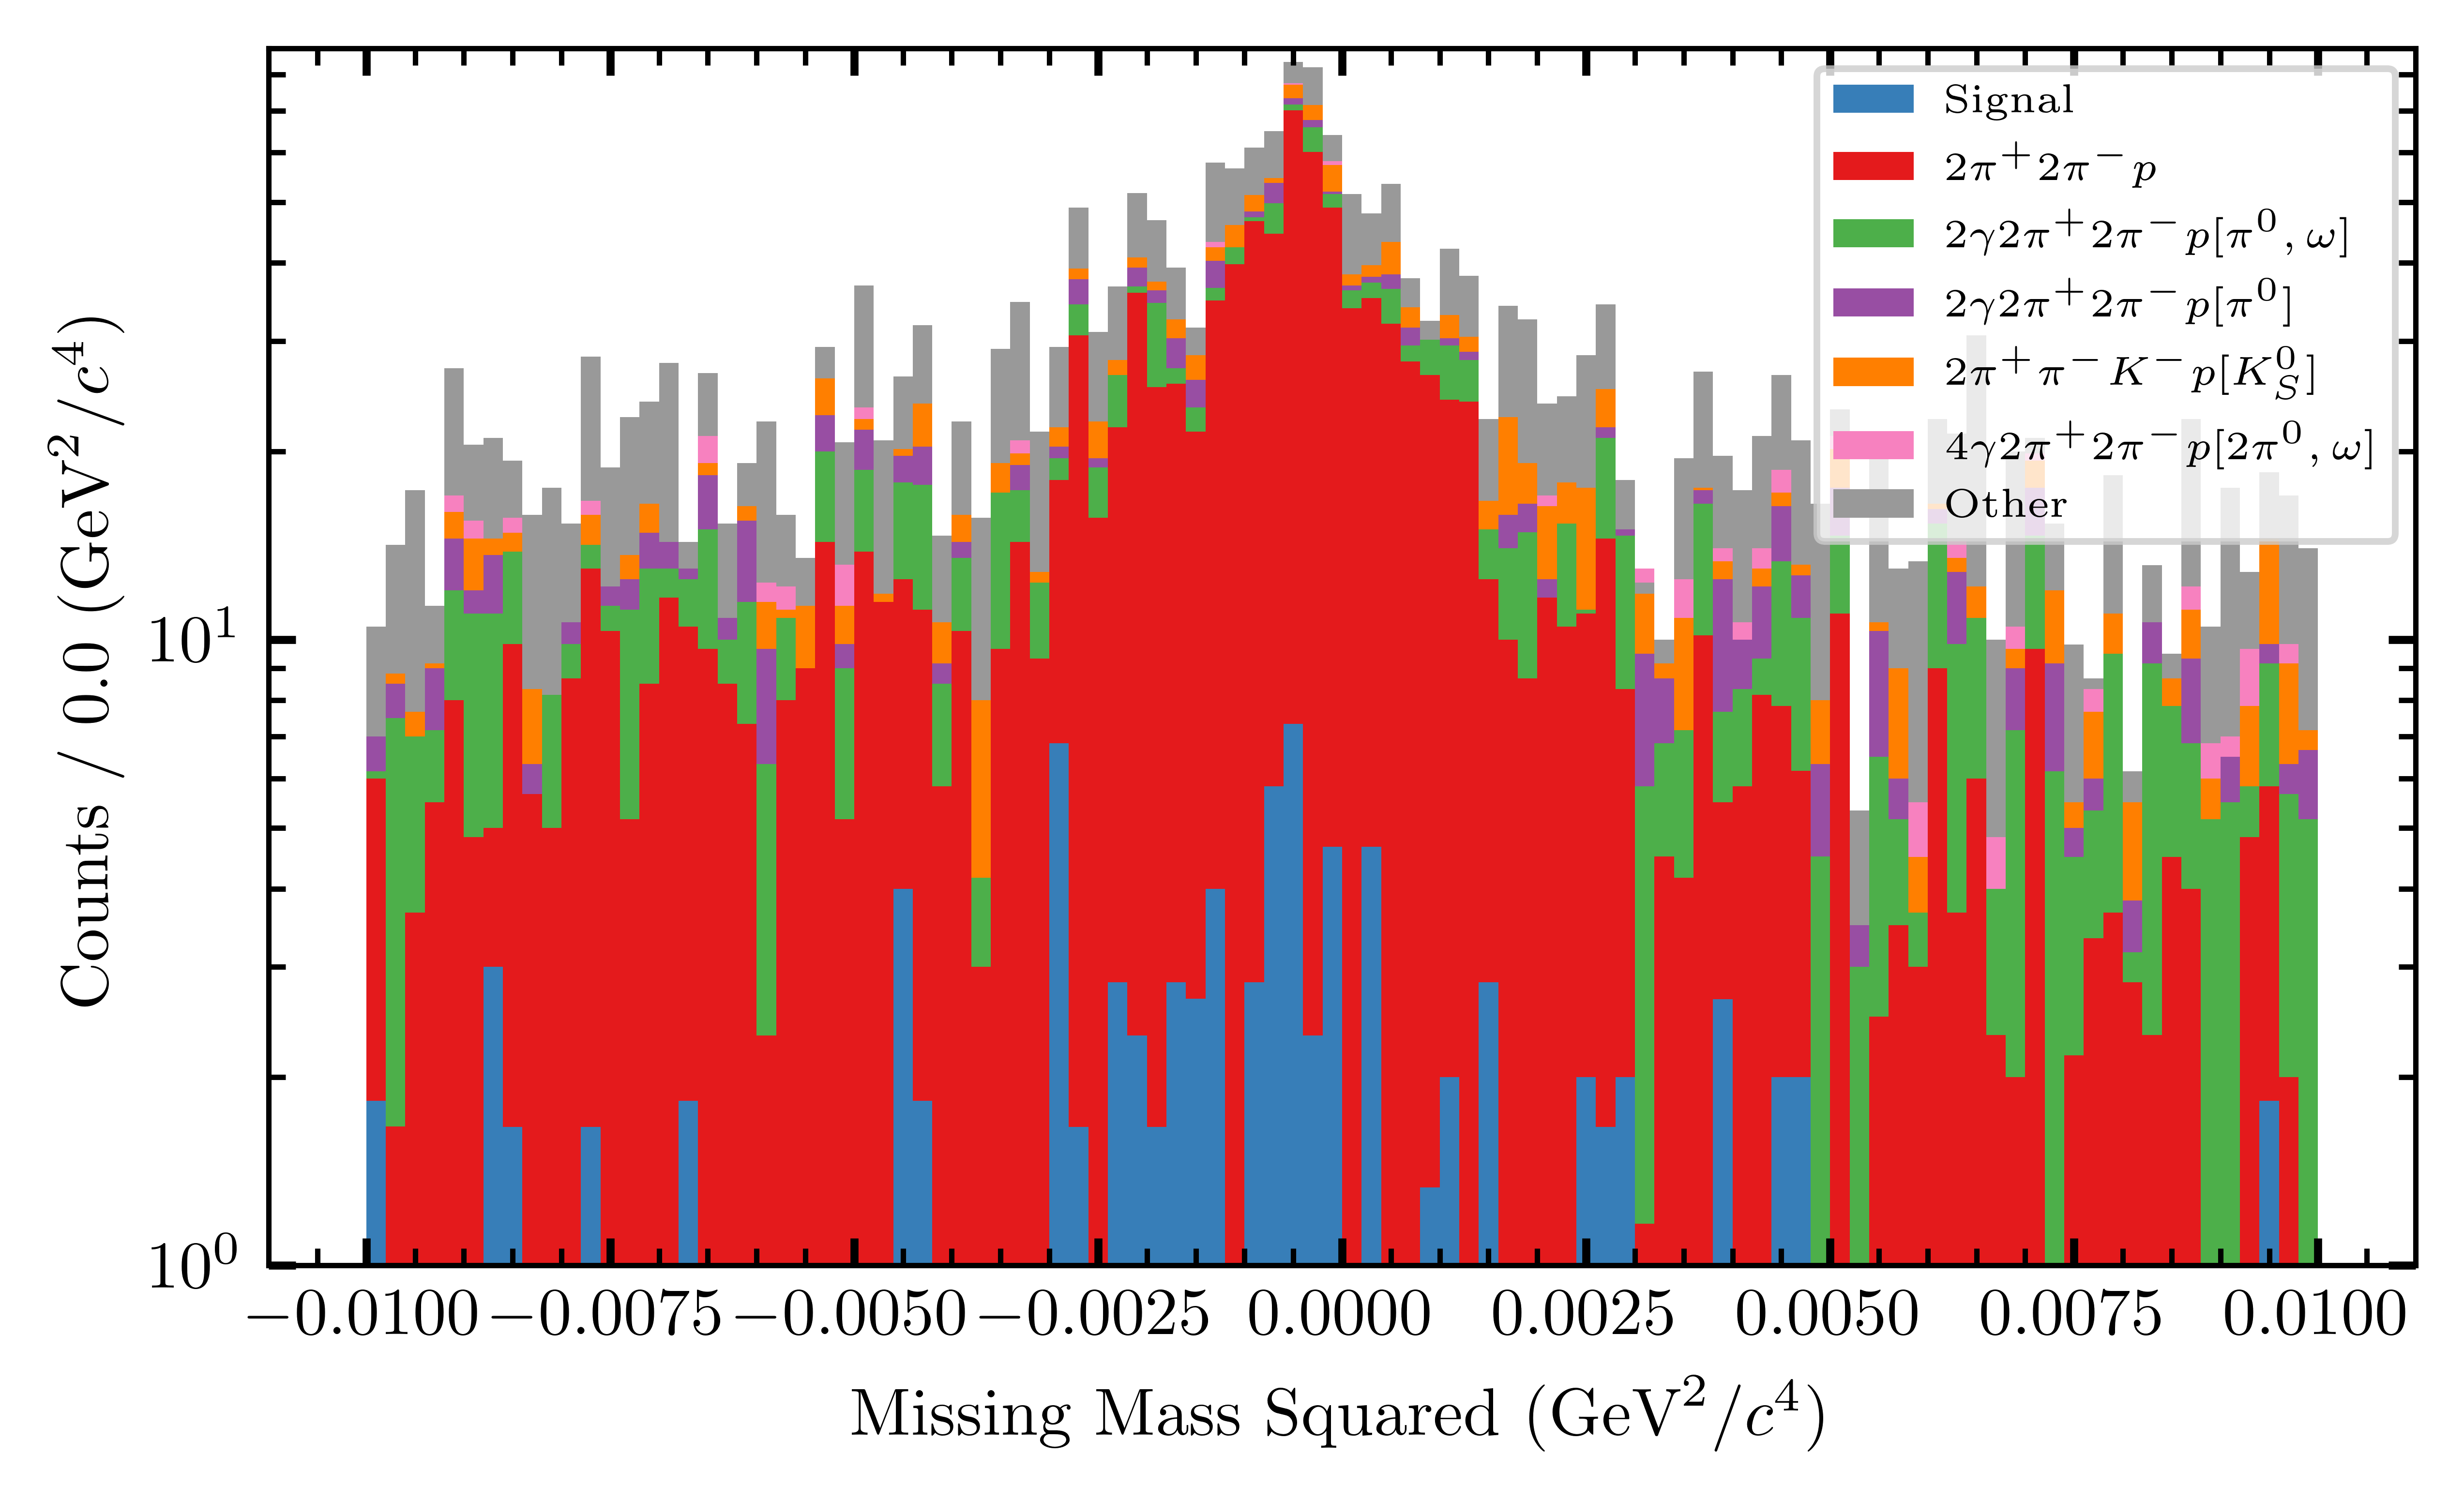 Counts / 0.0 (GeV²/c⁴)
10¹
10⁰
Signal
2π⁺2π⁻p
2γ2π⁺2π⁻p[π⁰, ω]
2γ2π⁺2π⁻p[π⁰]
2π⁺π⁻K⁻p[K⁰_S]
4γ2π⁺2π⁻p[2π⁰, ω]
Other
−0.0100 −0.0075 −0.0050 −0.0025 0.0000 0.0025 0.0050 0.0075 0.0100
Missing Mass Squared (GeV²/c⁴)